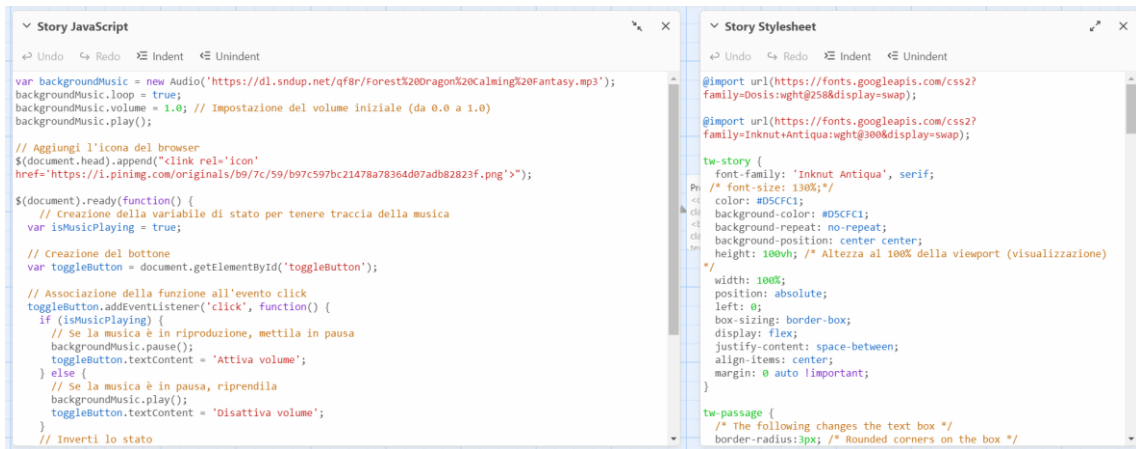 Story JavaScript
Undo Redo Indent Unindent
var backgroundMusic = new Audio('https://dl.sndup.net/qf8r/Forest%20Dragon%20Calming%20Fantasy.mp3');
backgroundMusic.loop = true;
backgroundMusic.volume = 1.0; // Impostazione del volume iniziale (da 0.0 a 1.0)
backgroundMusic.play();
// Aggiungi l'icona del browser
$(document.head).append("<link rel='icon'
href='https://i.pinimg.com/originals/b9/7c/59/b97c597bc21478a78364d07adb82823f.png'>");
$(document).ready(function() {
// Creazione della variabile di stato per tenere traccia della musica
var isMusicPlaying = true;
// Creazione del bottone
var toggleButton = document.getElementById('toggleButton');
// Associazione della funzione all'evento click
toggleButton.addEventListener('click', function() {
if (isMusicPlaying) {
// Se la musica è in riproduzione, mettila in pausa
backgroundMusic.pause();
toggleButton.textContent = 'Attiva volume';
} else {
// Se la musica è in pausa, riprendila
backgroundMusic.play();
toggleButton.textContent = 'Disattiva volume';
}
// Inverti lo stato
Story Stylesheet
Undo Redo Indent Unindent
@import url(https://fonts.googleapis.com/css2?
family=Dosis:wght@258&display=swap);
@import url(https://fonts.googleapis.com/css2?
family=Inknut+Antiqua:wght@300&display=swap);
tw-story {
font-family: 'Inknut Antiqua', serif;
/* font-size: 130%;*/
color: #D5CFC1;
background-color: #D5CFC1;
background-repeat: no-repeat;
background-position: center center;
height: 100vh; /* Altezza al 100% della viewport (visualizzazione)
*/
width: 100%;
position: absolute;
left: 0;
box-sizing: border-box;
display: flex;
justify-content: space-between;
align-items: center;
margin: 0 auto !important;
}
tw-passage {
/* The following changes the text box */
border-radius:3px; /* Rounded corners on the box */